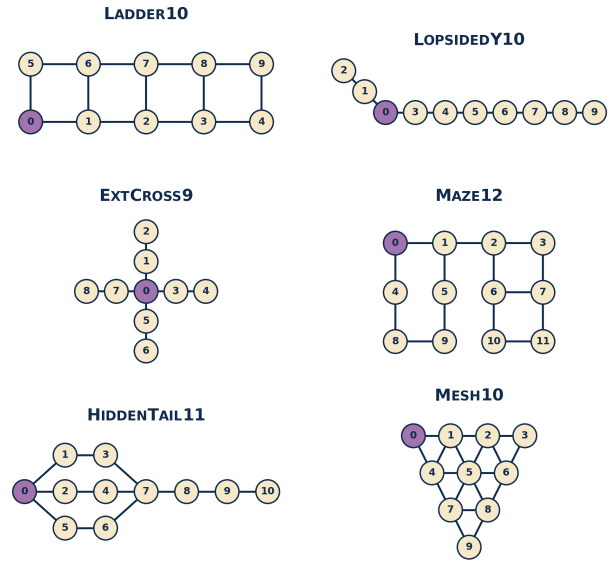 LADDER10
5 6 7 8 9
0 1 2 3 4
LOPSIDEDY10
2
1
0 3 4 5 6 7 8 9
EXTCROSS9
2
1
8 7 0 3 4
5
6
MAZE12
0 1 2 3
4 5 6 7
8 9 10 11
HIDDENTAIL11
1 3
0 2 4 7 8 9 10
5 6
MESH10
0 1 2 3
4 5 6
7 8
9